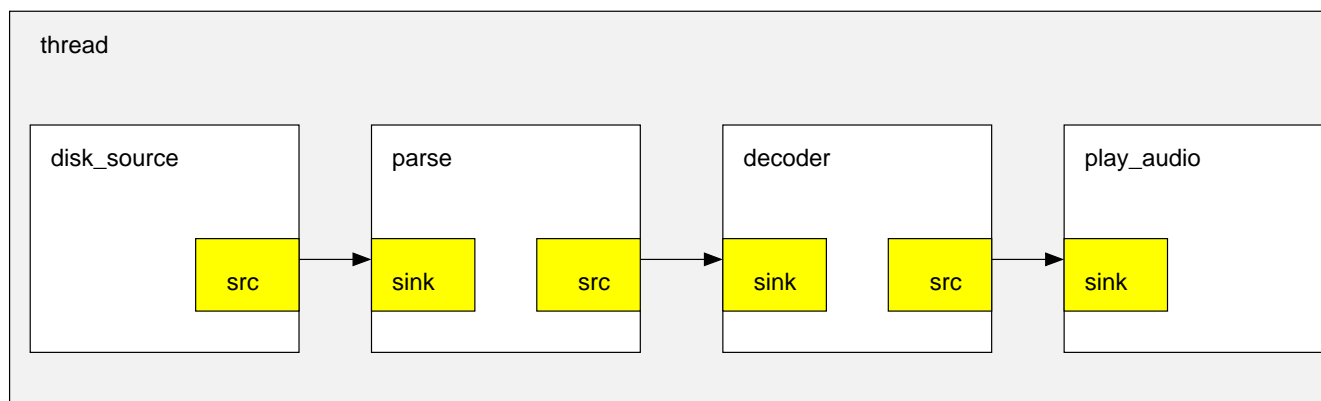 thread
disk_source parse decoder play_audio
src sink src sink src sink